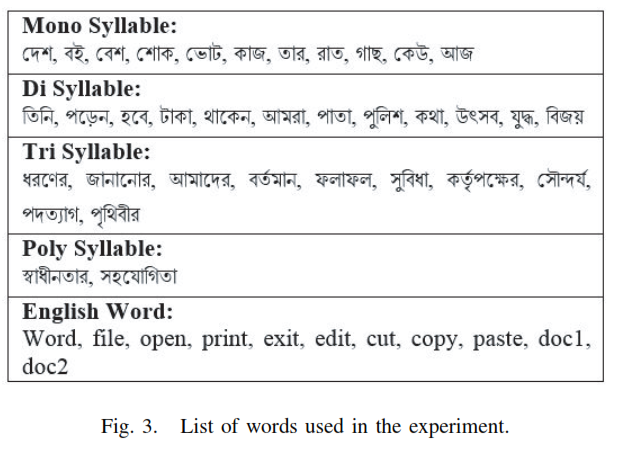 Mono Syllable:
দেশ, বই, বেশ, শোক, ভোট, কাজ, তার, রাত, গাছ, কেউ, আজ
Di Syllable:
তিনি, পড়েন, হবে, টাকা, থাকেন, আমরা, পাতা, পুলিশ, কথা, উৎসব, যুদ্ধ, বিজয়
Tri Syllable:
ধরণের, জানানোর, আমাদের, বর্তমান, ফলাফল, সুবিধা, কর্তৃপক্ষের, সৌন্দর্য,
পদত্যাগ, পৃথিবীর
Poly Syllable:
স্বাধীনতার, সহযোগিতা
English Word:
Word, file, open, print, exit, edit, cut, copy, paste, doc1,
doc2
Fig. 3. List of words used in the experiment.